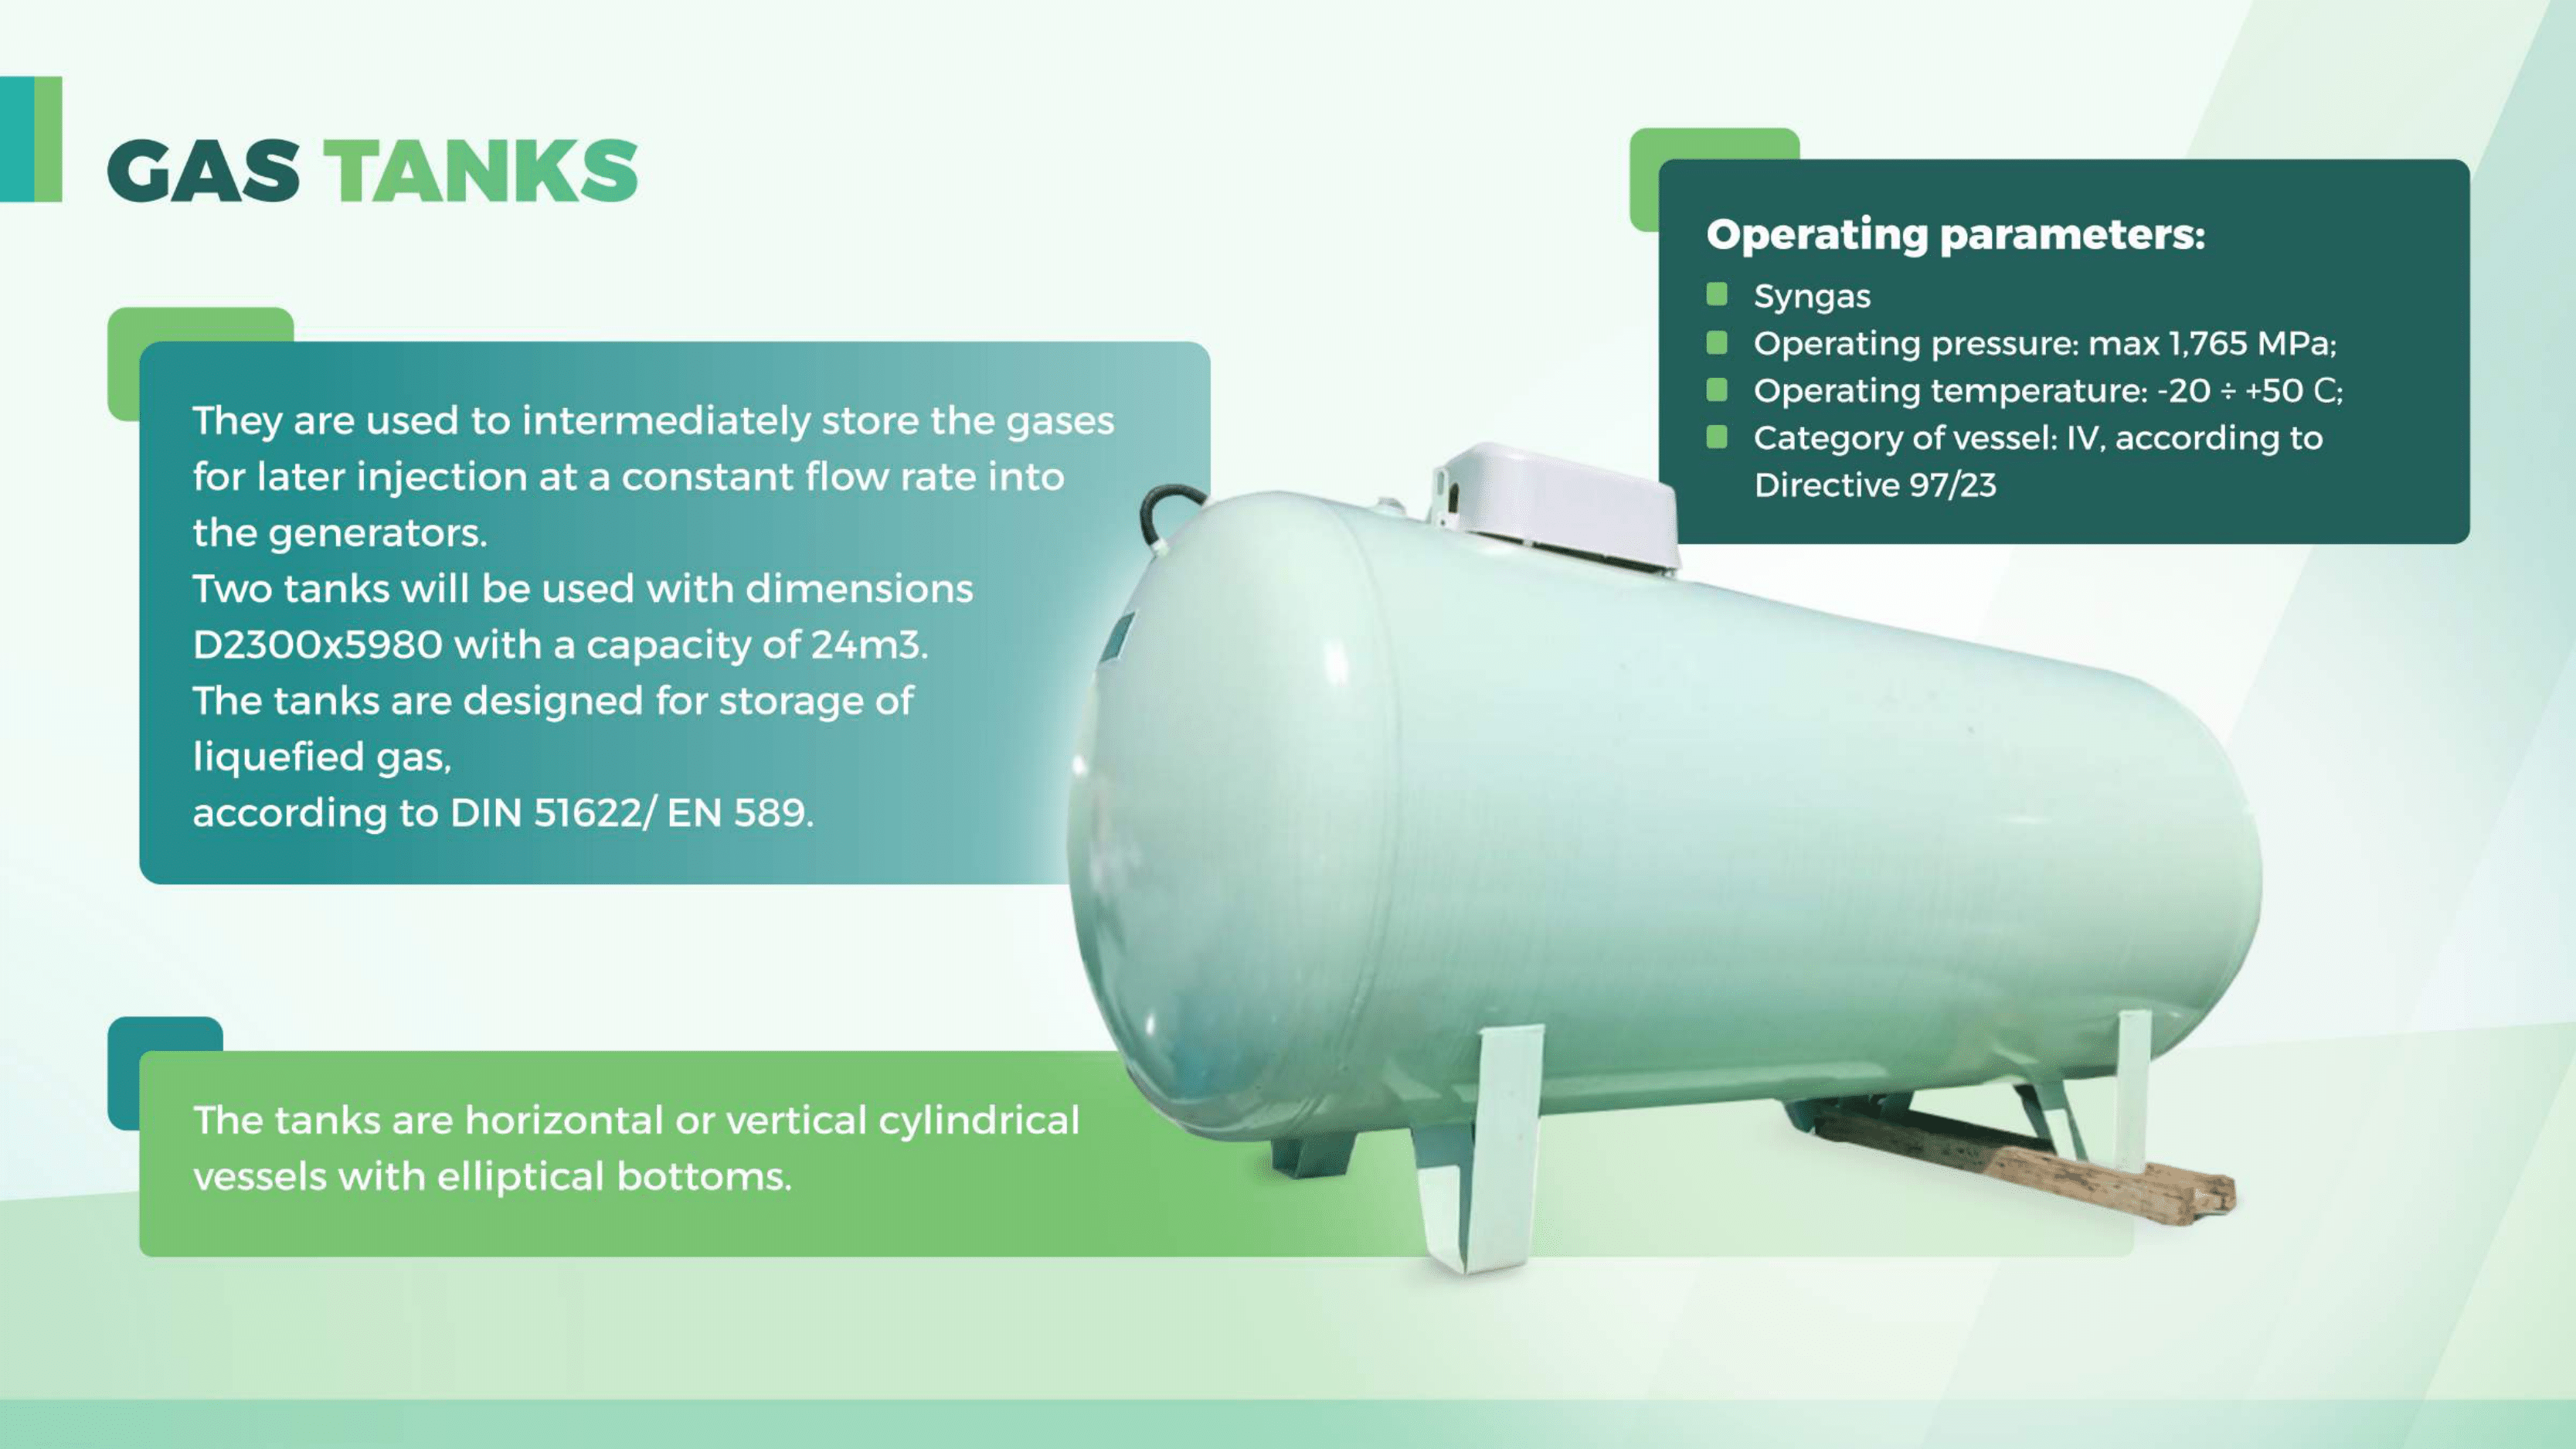 GAS TANKS
They are used to intermediately store the gases
for later injection at a constant flow rate into
the generators.
Two tanks will be used with dimensions
D2300x5980 with a capacity of 24m3.
The tanks are designed for storage of
liquefied gas,
according to DIN 51622/ EN 589.
The tanks are horizontal or vertical cylindrical
vessels with elliptical bottoms.
Operating parameters:
Syngas
Operating pressure: max 1,765 MPa;
Operating temperature: -20 ÷ +50 C;
Category of vessel: IV, according to
Directive 97/23